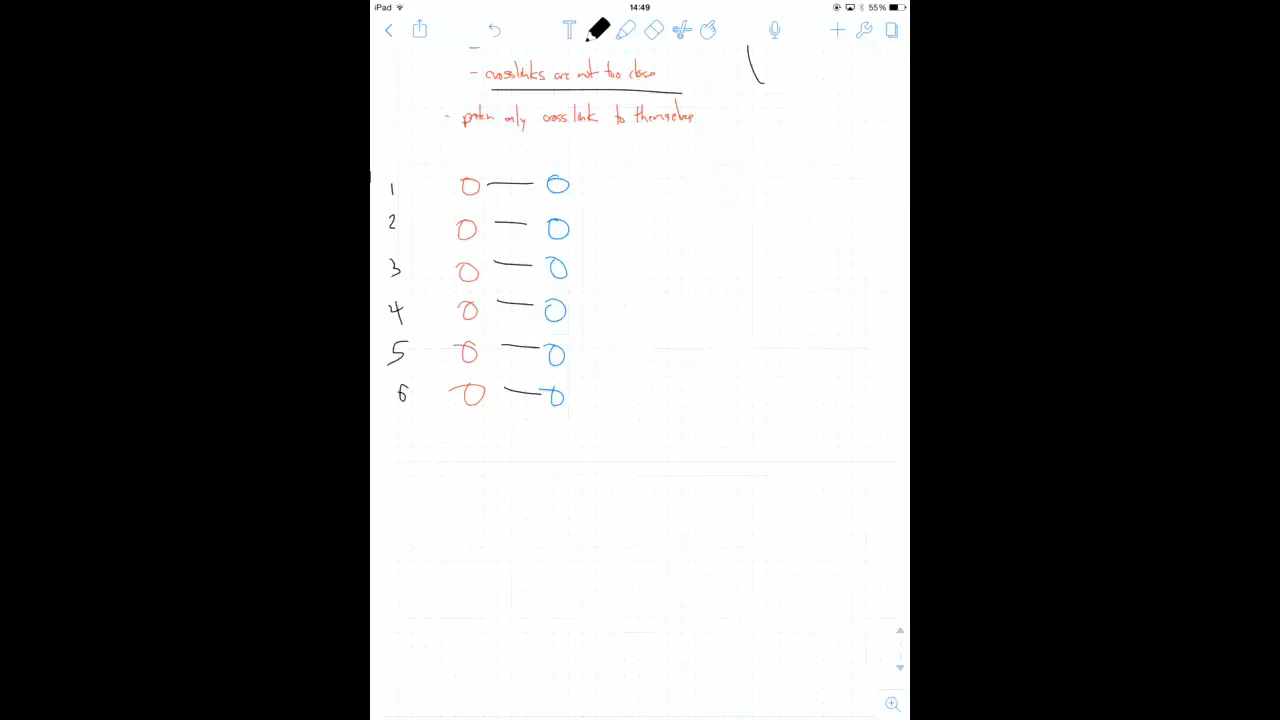 iPad 14:49 55%
T
- crosslinks are not too close
- protein only crosslink to themselves
1
2
3
4
5
6